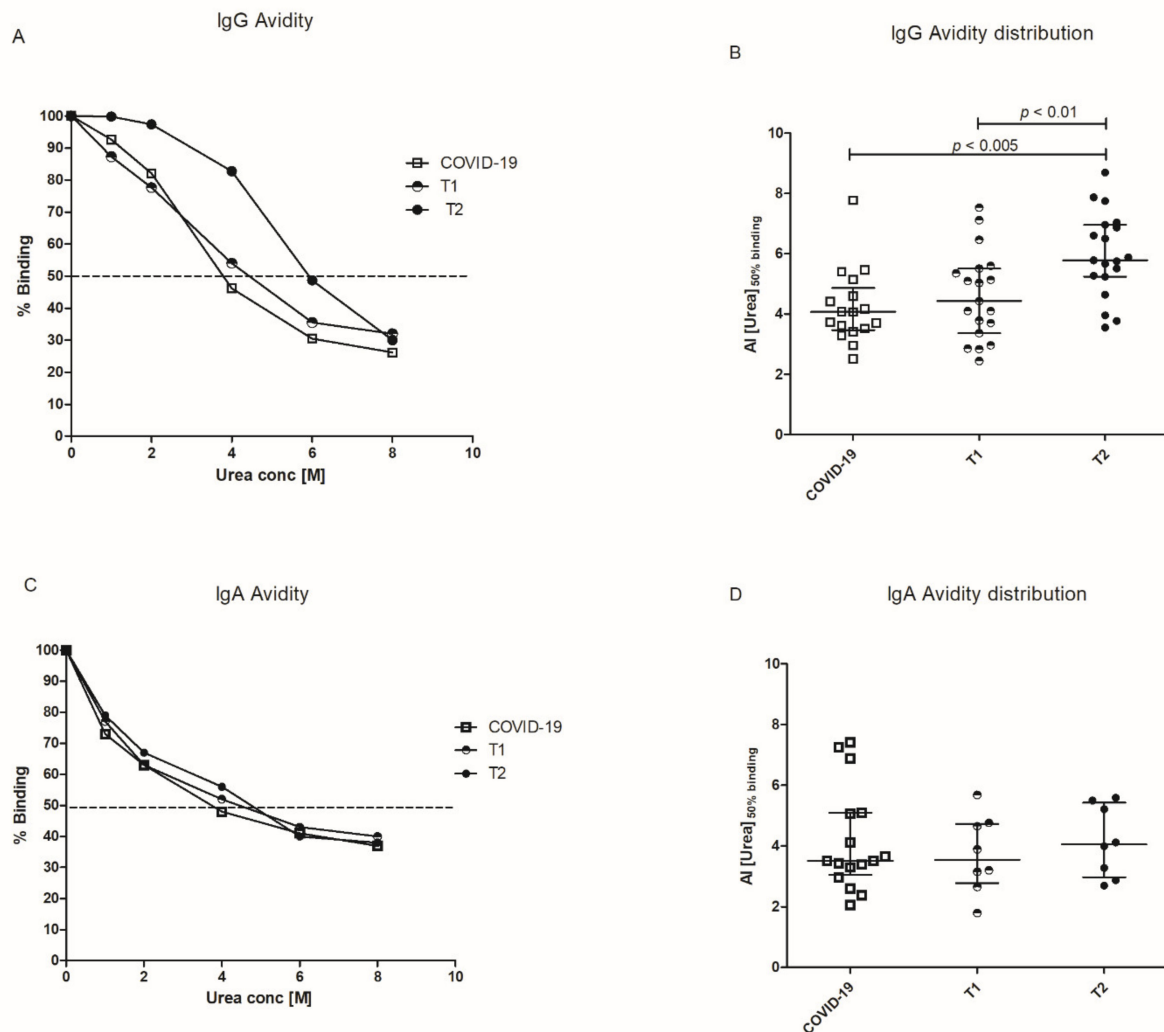 IgG Avidity
A
100
90
80
70
60
50
40
30
20
10
0
0 2 4 6 8 10
% Binding
Urea conc [M]
COVID-19
T1
T2
IgG Avidity distribution
B
p < 0.01
p < 0.005
10
8
6
4
2
0
AI [Urea] 50% binding
COVID-19
T1
T2
IgA Avidity
C
100
90
80
70
60
50
40
30
20
10
0
0 2 4 6 8 10
% Binding
Urea conc [M]
COVID-19
T1
T2
IgA Avidity distribution
D
10
8
6
4
2
0
AI [Urea] 50% binding
COVID-19
T1
T2